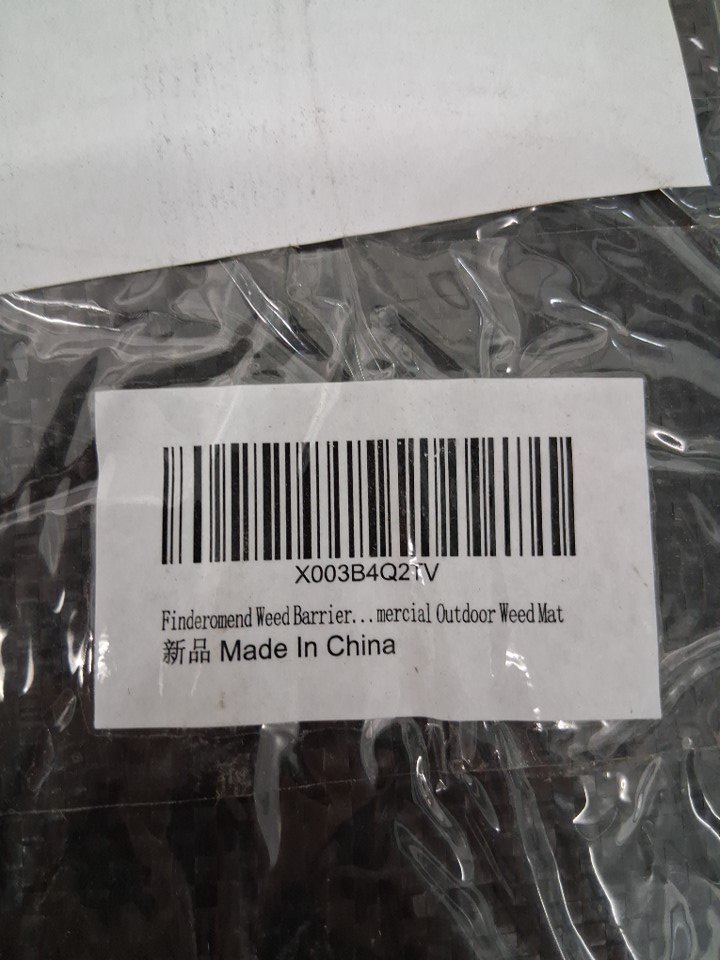 X003B4Q2TV
Finderomend Weed Barrier...mercial Outdoor Weed Mat
新品 Made In China